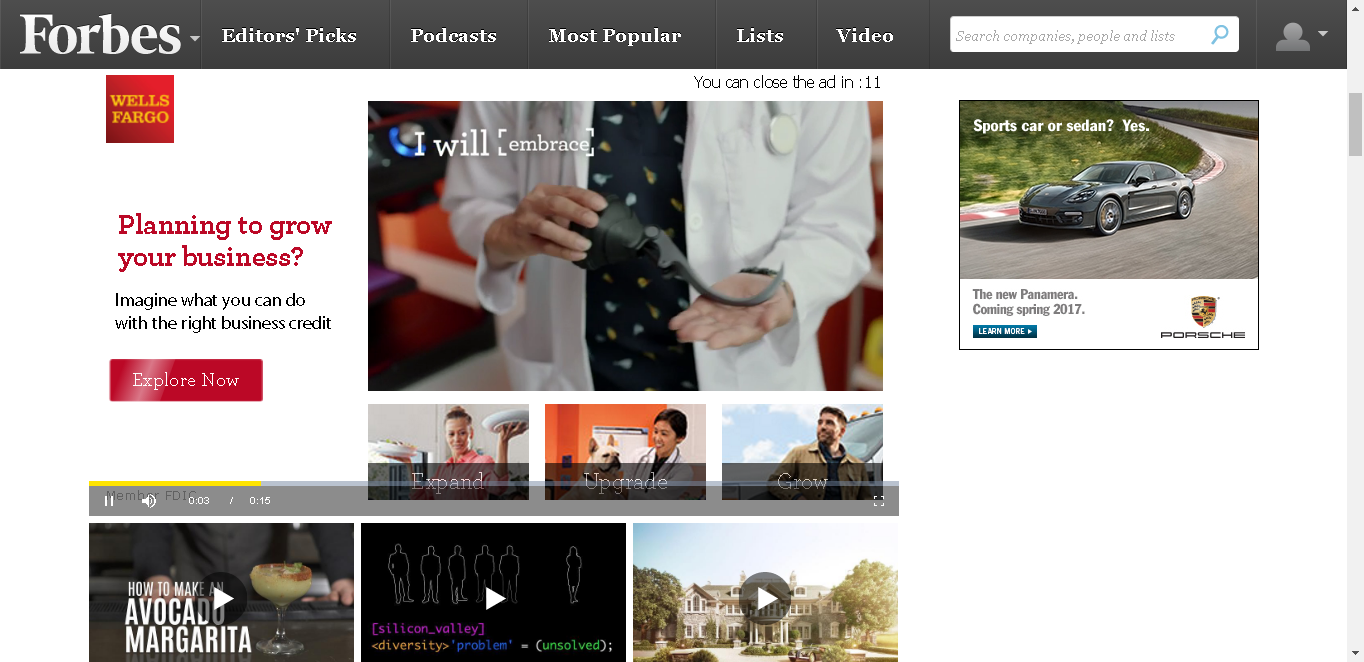 Forbes
Editors' Picks
Podcasts
Most Popular
Lists
Video
Search companies, people and lists
WELLS
FARGO
You can close the ad in :11
I will [embrace]
Planning to grow
your business?
Imagine what you can do
with the right business credit
Explore Now
Expand
Upgrade
Grow
Member FDIC
0:03 / 0:15
Sports car or sedan? Yes.
The new Panamera.
Coming spring 2017.
LEARN MORE
PORSCHE
HOW TO MAKE AN
AVOCADO
MARGARITA
[silicon_valley]
<diversity>'problem' = (unsolved);